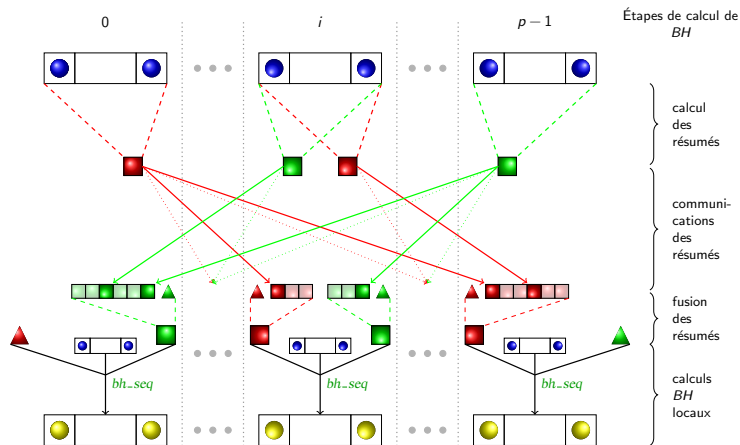 0
i
p − 1
Étapes de calcul de
BH
calcul
des
résumés
communi-
cations
des
résumés
fusion
des
résumés
bh_seq
bh_seq
bh_seq
calculs
BH
locaux